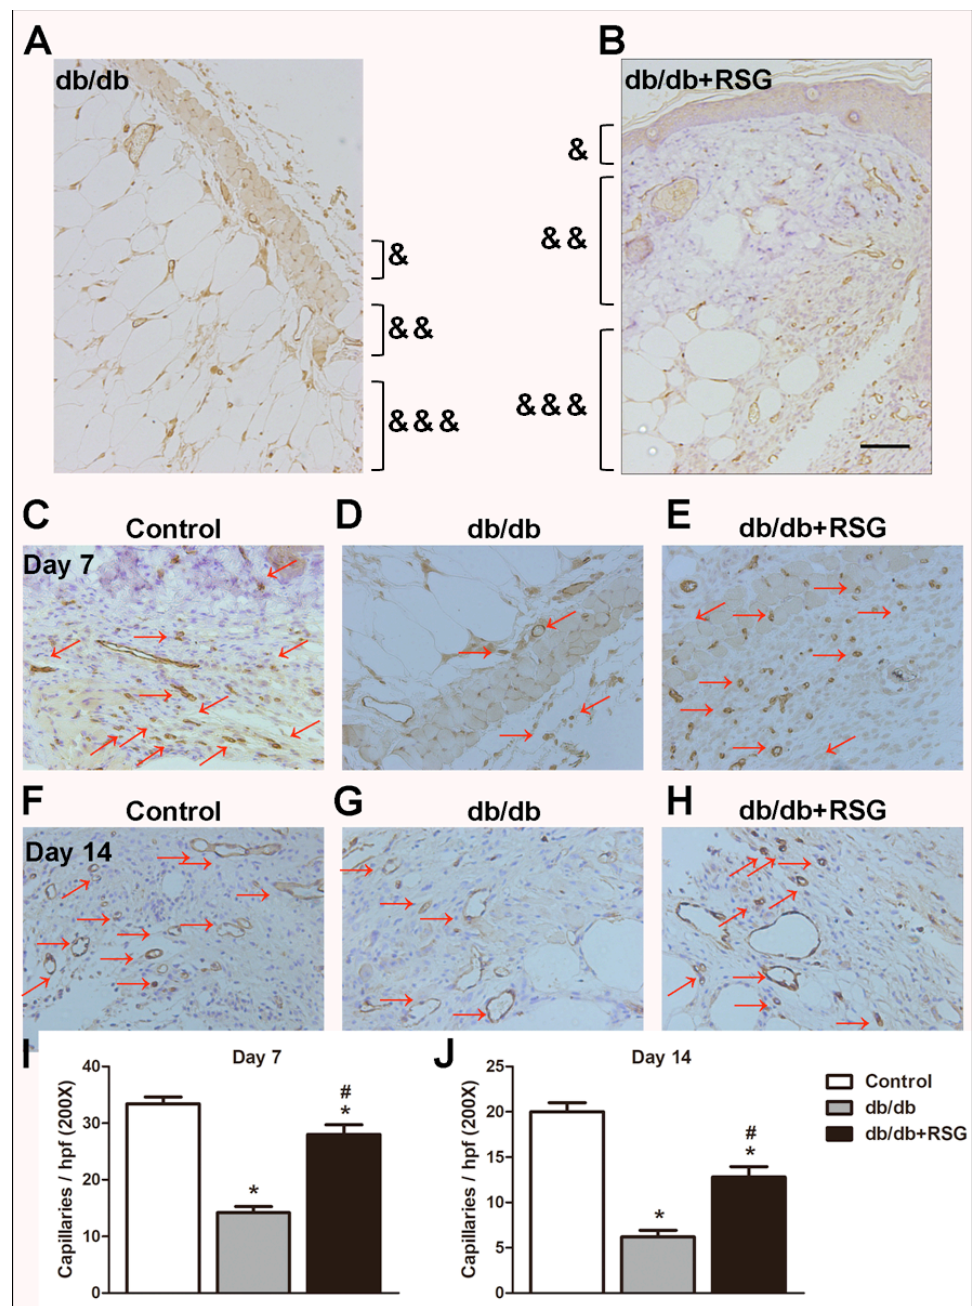 A
B
db/db
db/db+RSG
&
&&
&&&
&
&&
&&&
C
Control
D
db/db
E
db/db+RSG
Day 7
F
Control
G
db/db
H
db/db+RSG
Day 14
I
Day 7
Capillaries / hpf (200X)
40
30
20
10
0
*
#
*
J
Day 14
Capillaries / hpf (200X)
25
20
15
10
5
0
*
#
*
Control
db/db
db/db+RSG